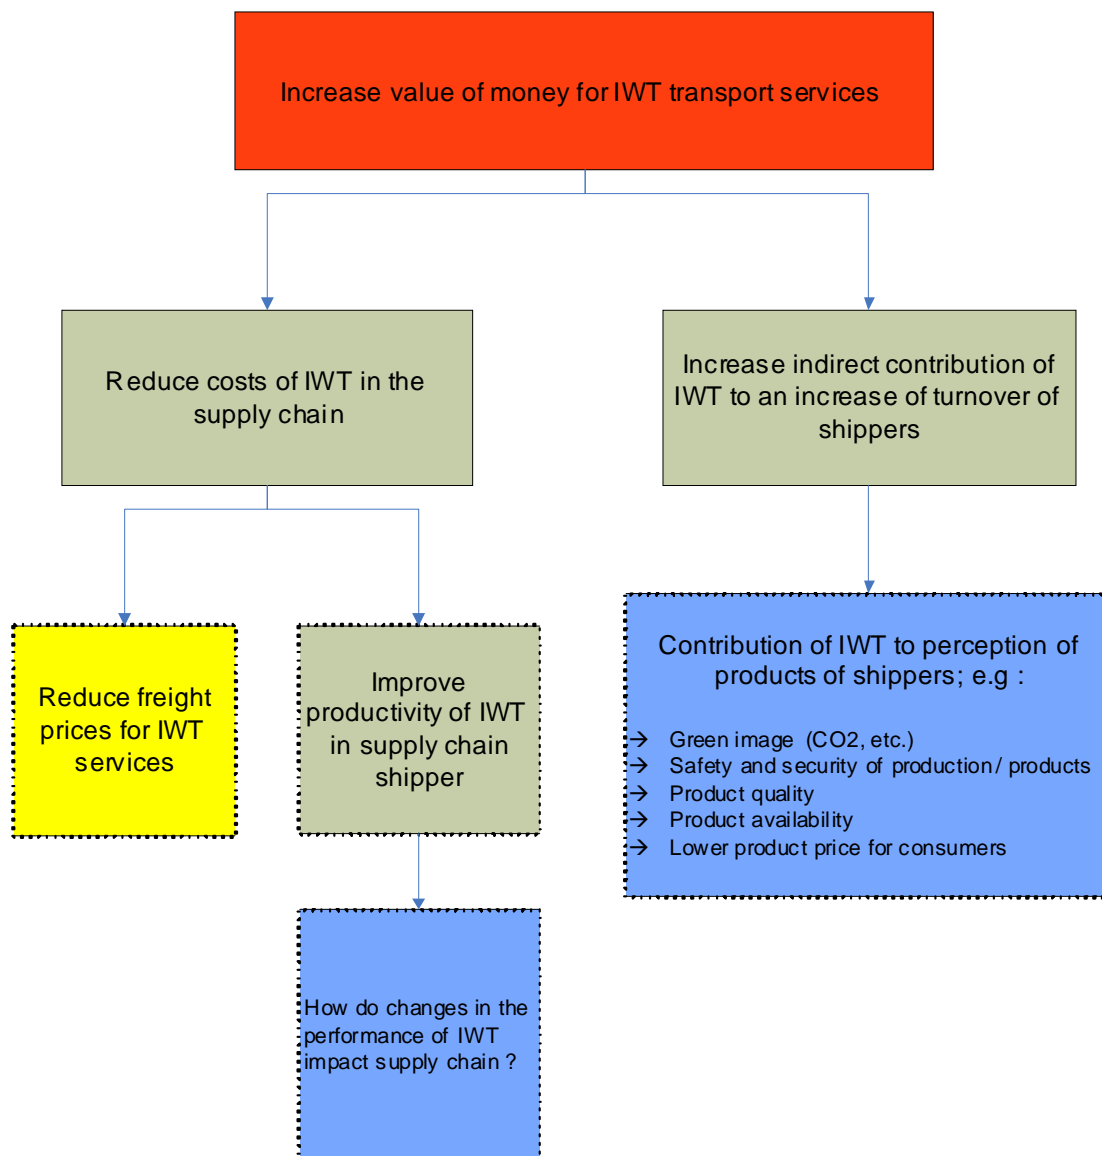 Increase value of money for IWT transport services
Reduce costs of IWT in the
supply chain
Increase indirect contribution of
IWT to an increase of turnover of
shippers
Reduce freight
prices for IWT
services
Improve
productivity of IWT
in supply chain
shipper
Contribution of IWT to perception of
products of shippers; e.g :
→ Green image (CO2, etc.)
→ Safety and security of production / products
→ Product quality
→ Product availability
→ Lower product price for consumers
How do changes in the
performance of IWT
impact supply chain ?